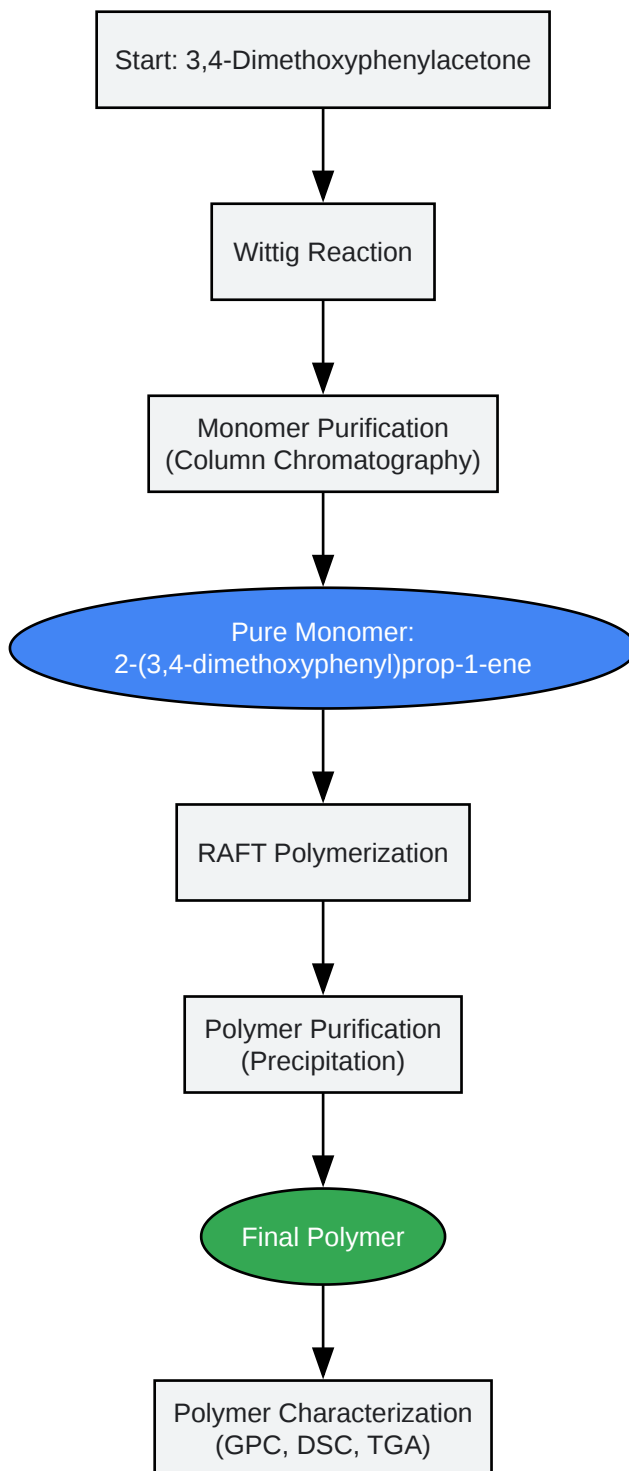 Start: 3,4-Dimethoxyphenylacetone
Wittig Reaction
Monomer Purification
(Column Chromatography)
Pure Monomer:
2-(3,4-dimethoxyphenyl)prop-1-ene
RAFT Polymerization
Polymer Purification
(Precipitation)
Final Polymer
Polymer Characterization
(GPC, DSC, TGA)